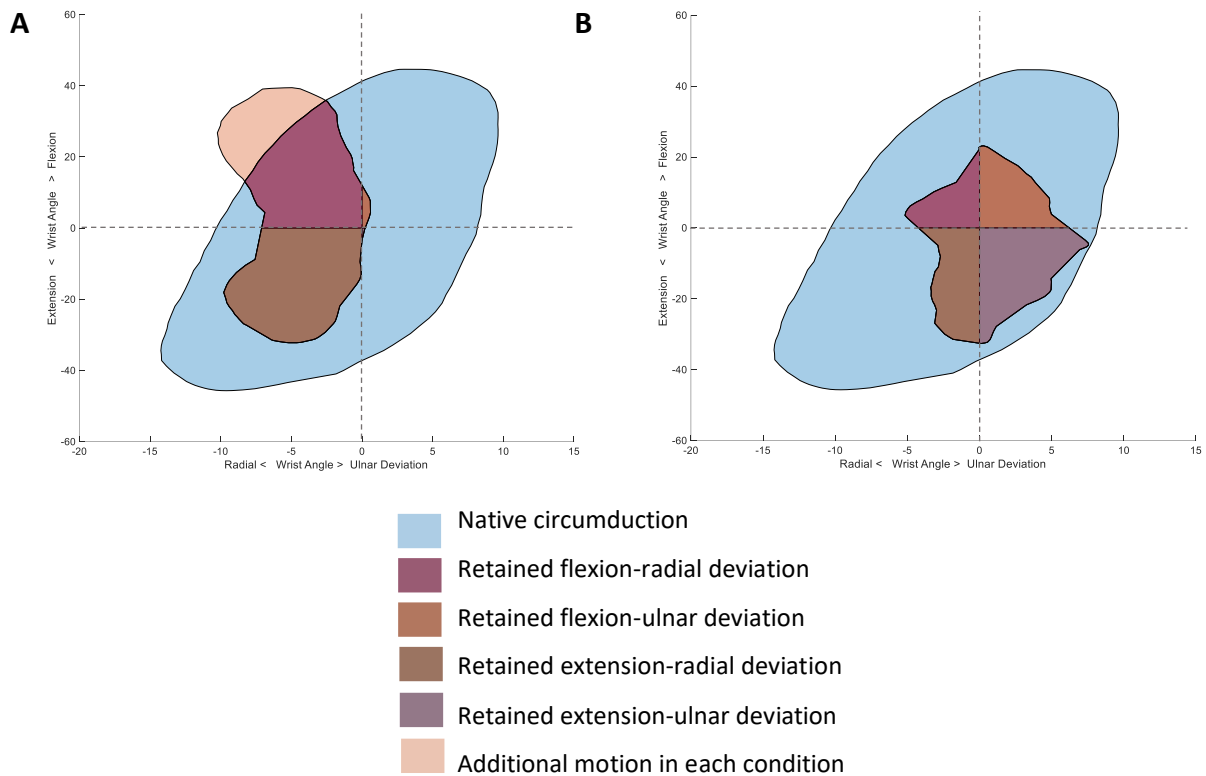 A
60
40
20
0
-20
-40
-60
-20
-15
-10
-5
0
5
10
15
Extension < Wrist Angle > Flexion
Radial < Wrist Angle > Ulnar Deviation
B
60
40
20
0
-20
-40
-60
-20
-15
-10
-5
0
5
10
15
Extension < Wrist Angle > Flexion
Radial < Wrist Angle > Ulnar Deviation
Native circumduction
Retained flexion-radial deviation
Retained flexion-ulnar deviation
Retained extension-radial deviation
Retained extension-ulnar deviation
Additional motion in each condition